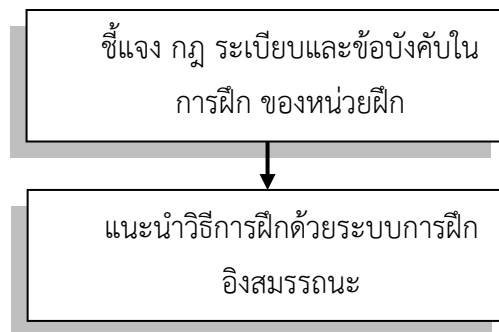 ชี้แจง กฎ ระเบียบและข้อบังคับใน
การฝึก ของหน่วยฝึก
แนะนำวิธีการฝึกด้วยระบบการฝึก
อิงสมรรถนะ